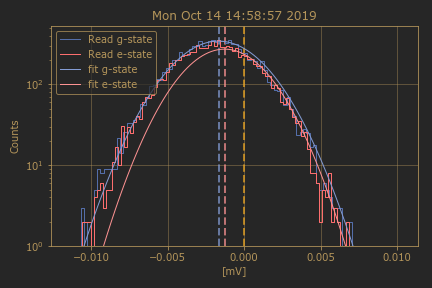 Mon Oct 14 14:58:57 2019
Read g-state
Read e-state
fit g-state
fit e-state
Counts
10²
10¹
10⁰
−0.010 −0.005 0.000 0.005 0.010
[mV]